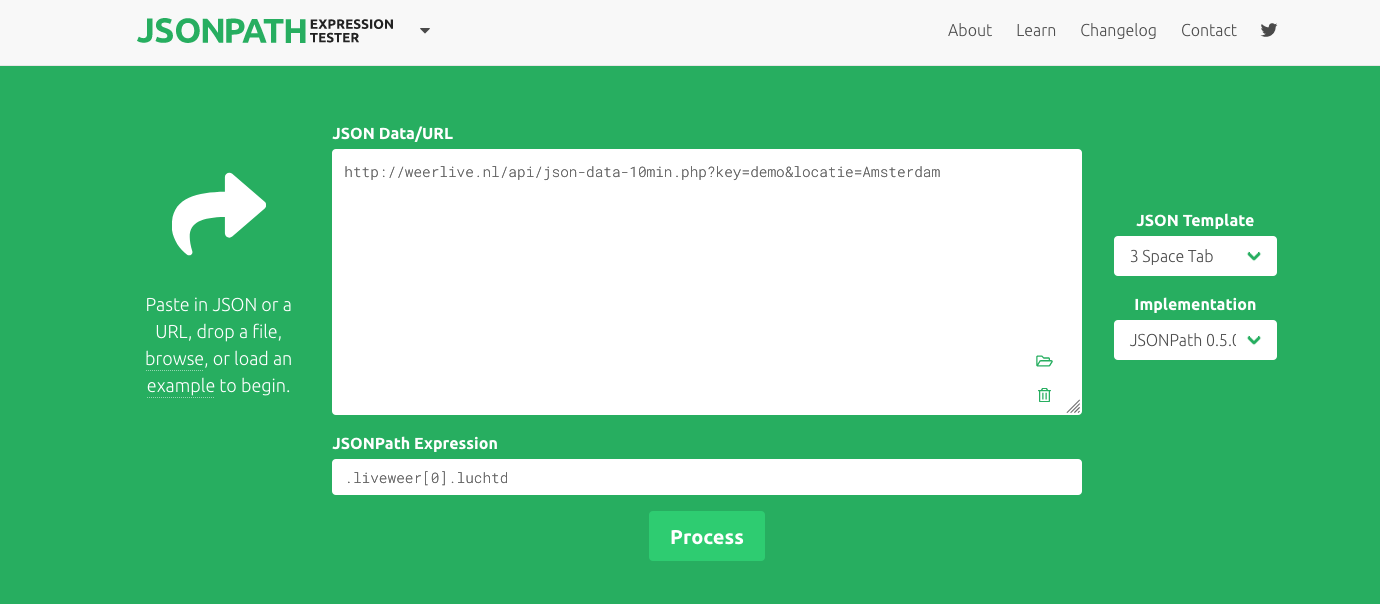 JSONPATH EXPRESSION TESTER
About Learn Changelog Contact
JSON Data/URL
http://weerlive.nl/api/json-data-10min.php?key=demo&locatie=Amsterdam
Paste in JSON or a
URL, drop a file,
browse, or load an
example to begin.
JSON Template
3 Space Tab
Implementation
JSONPath 0.5.0
JSONPath Expression
.liveweer[0].luchtd
Process